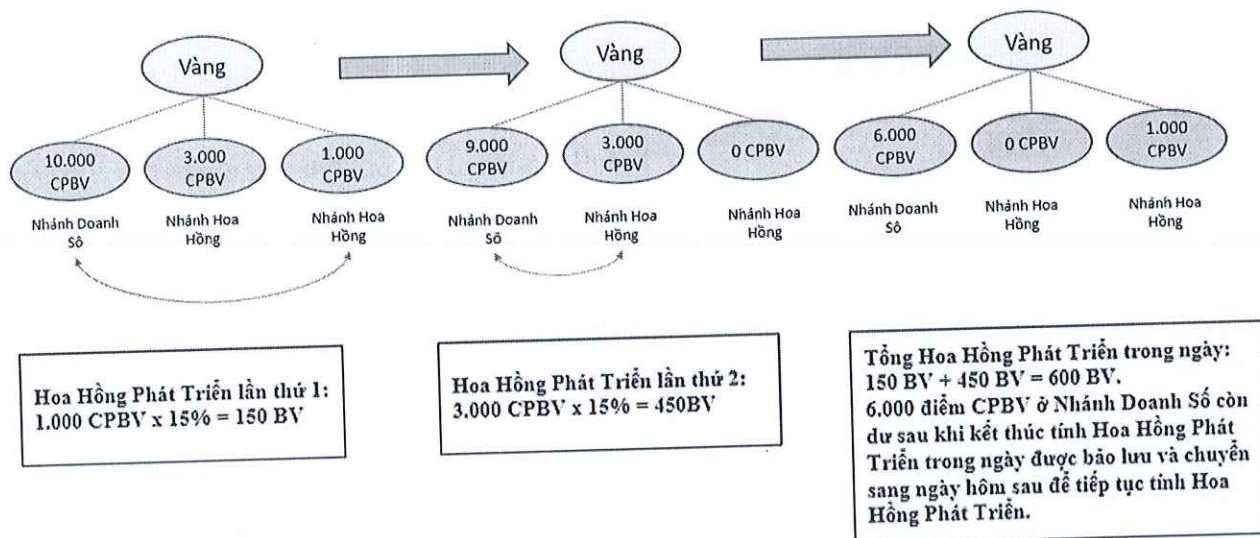 Vàng
10.000
CPBV
3.000
CPBV
1.000
CPBV
Nhánh Doanh
Số
Nhánh Hoa
Hồng
Nhánh Hoa
Hồng
Vàng
9.000
CPBV
3.000
CPBV
0 CPBV
Nhánh Doanh
Số
Nhánh Hoa
Hồng
Nhánh Hoa
Hồng
Vàng
6.000
CPBV
0 CPBV
1.000
CPBV
Nhánh Doanh
Số
Nhánh Hoa
Hồng
Nhánh Hoa
Hồng
Hoa Hồng Phát Triển lần thứ 1:
1.000 CPBV x 15% = 150 BV
Hoa Hồng Phát Triển lần thứ 2:
3.000 CPBV x 15% = 450BV
Tổng Hoa Hồng Phát Triển trong ngày:
150 BV + 450 BV = 600 BV.
6.000 điểm CPBV ở Nhánh Doanh Số còn
dư sau khi kết thúc tính Hoa Hồng Phát
Triển trong ngày được bảo lưu và chuyển
sang ngày hôm sau để tiếp tục tính Hoa
Hồng Phát Triển.